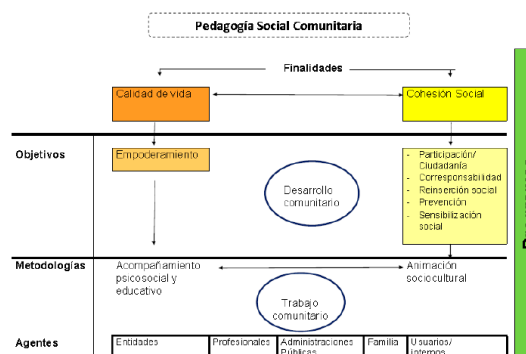 Pedagogía Social Comunitaria
Finalidades
Calidad de vida
Cohesión Social
Objetivos
Empoderamiento
- Participación/
Ciudadanía
- Corresponsabilidad
- Reinserción social
- Prevención
- Sensibilización
social
Desarrollo
comunitario
Metodologías
Acompañamiento
psicosocial y
educativo
Animación
sociocultural
Trabajo
comunitario
Agentes
Entidades
Profesionales
Administraciones
Públicas
Familia
Usuarios/
Internos